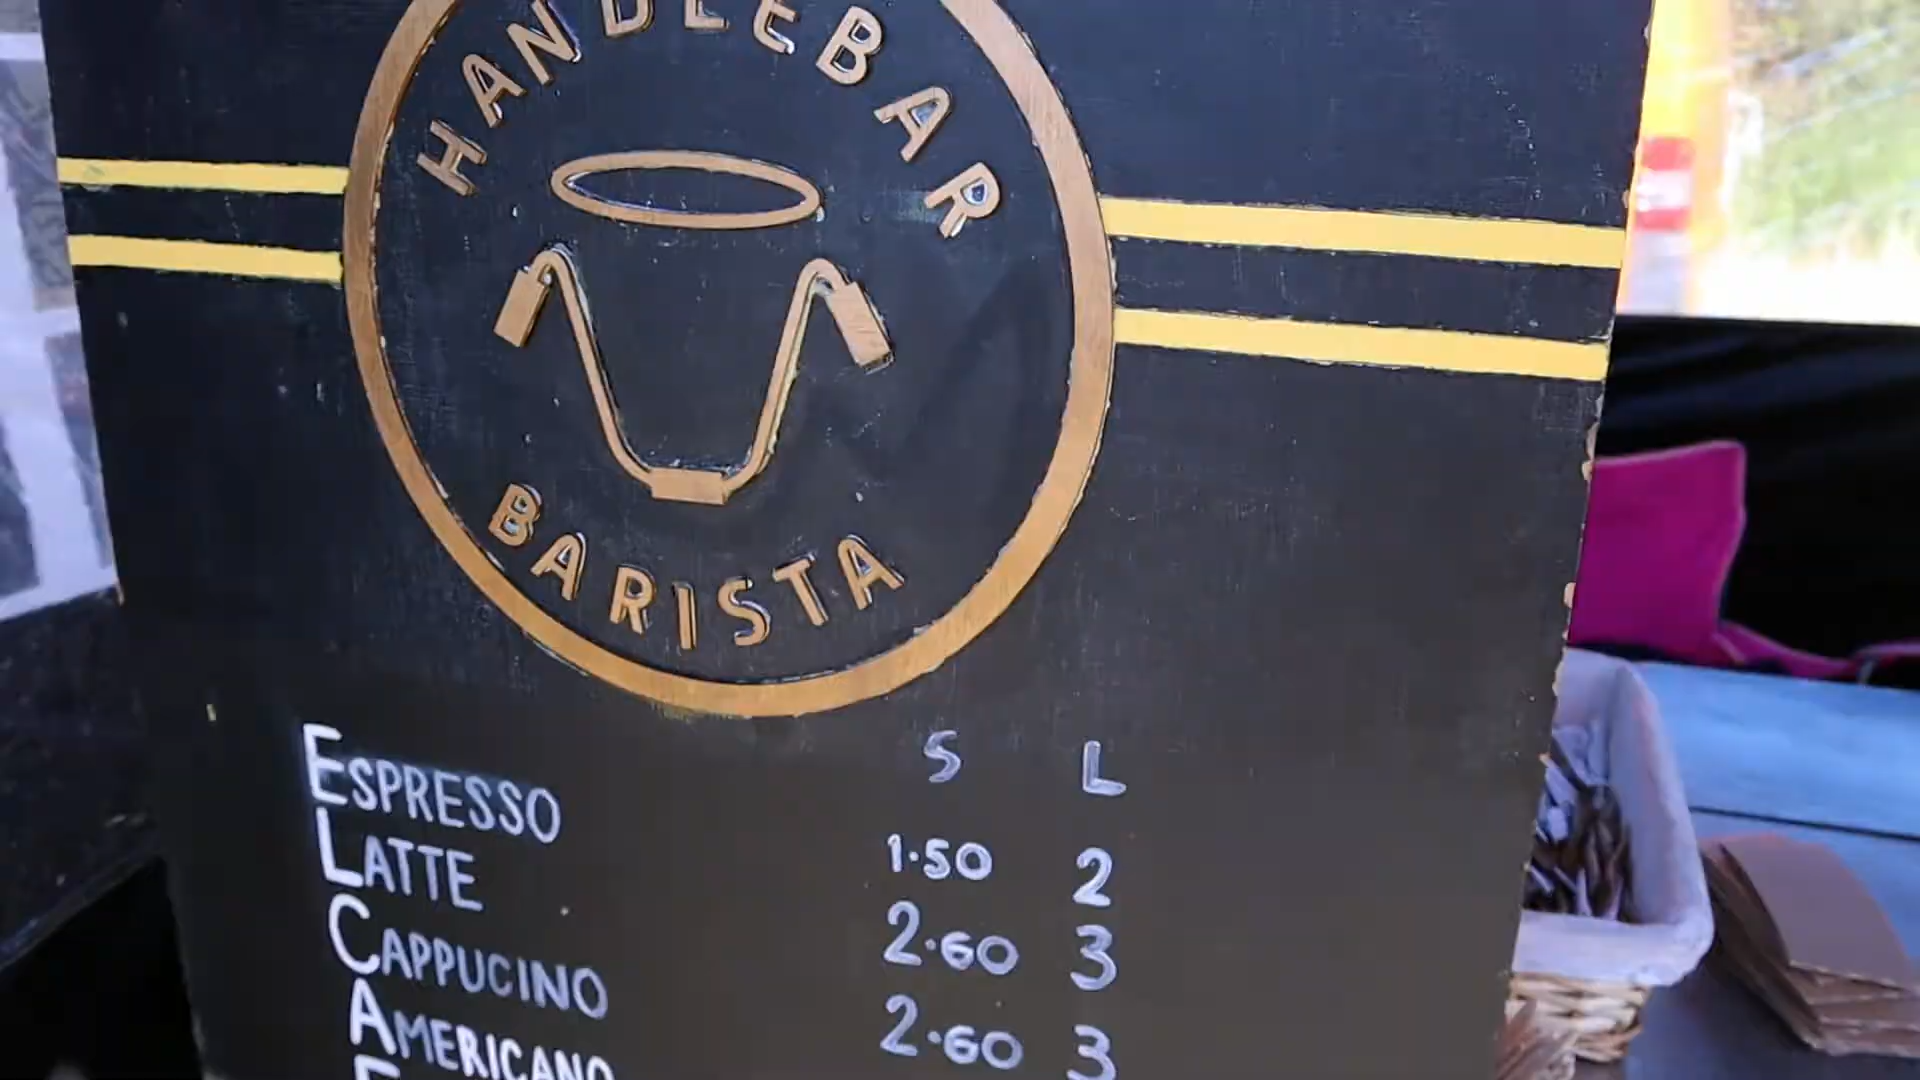 HANDLEBAR
BARISTA
S L
ESPRESSO 1.50 2
LATTE 2.60 3
CAPPUCINO 2.60 3
AMERICANO